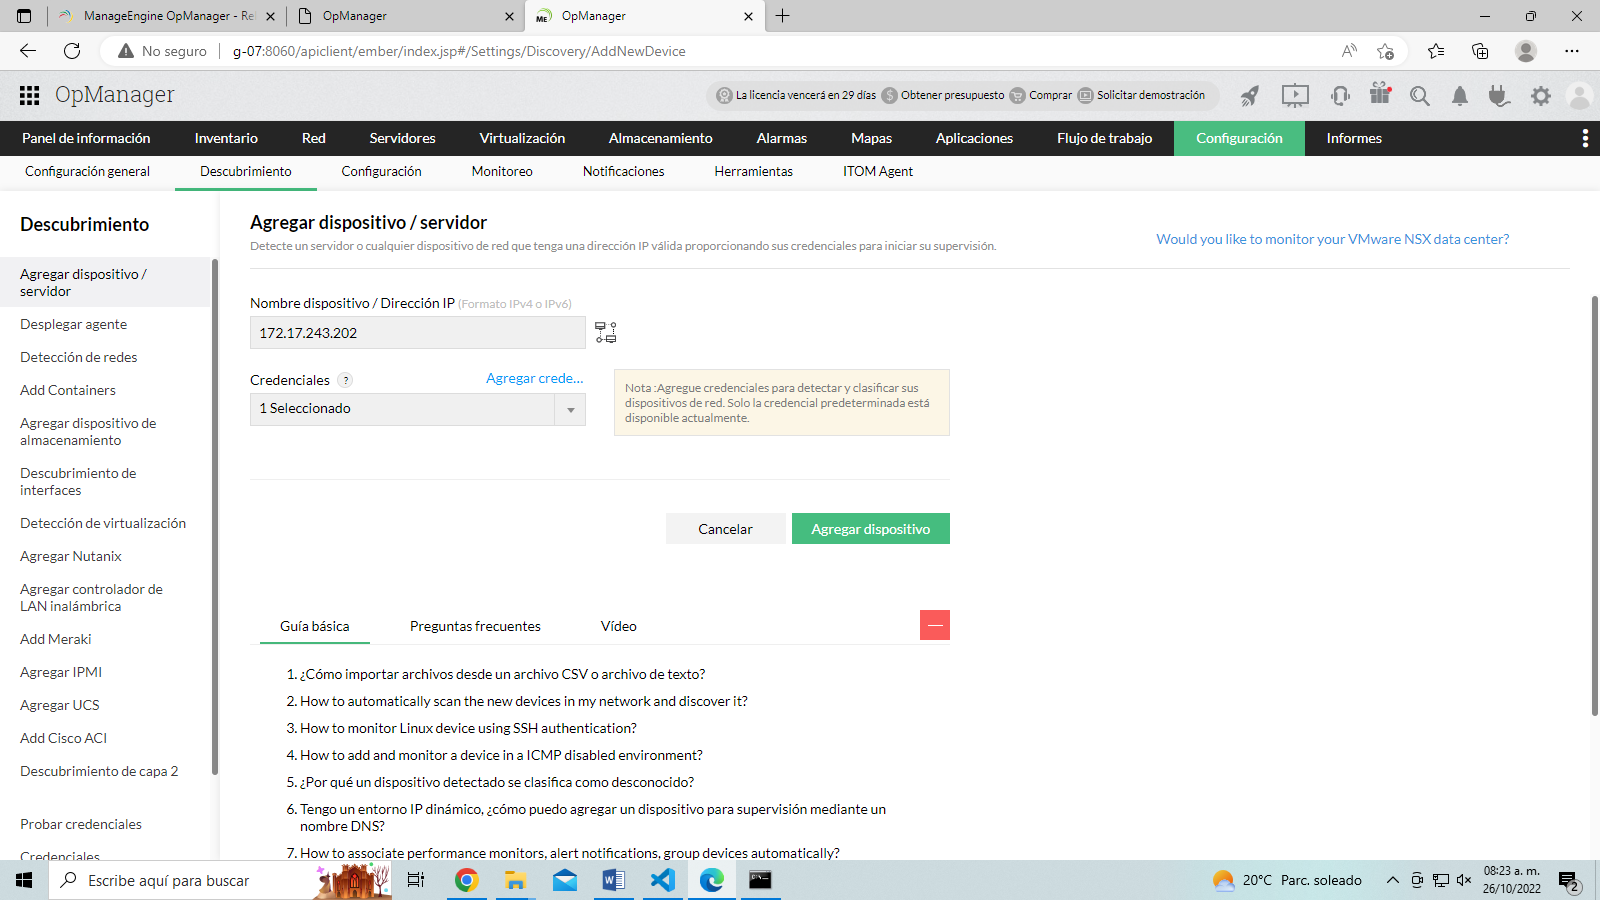 ManageEngine OpManager - Re
OpManager
ME OpManager
No seguro
g-07:8060/apiclient/ember/index.jsp#/Settings/Discovery/AddNewDevice
OpManager
La licencia vencerá en 29 días
Obtener presupuesto
Comprar
Solicitar demostración
Panel de información
Inventario
Red
Servidores
Virtualización
Almacenamiento
Alarmas
Mapas
Aplicaciones
Flujo de trabajo
Configuración
Informes
Configuración general
Descubrimiento
Configuración
Monitoreo
Notificaciones
Herramientas
ITOM Agent
Descubrimiento
Agregar dispositivo /
servidor
Desplegar agente
Detección de redes
Add Containers
Agregar dispositivo de
almacenamiento
Descubrimiento de
interfaces
Detección de virtualización
Agregar Nutanix
Agregar controlador de
LAN inalámbrica
Add Meraki
Agregar IPMI
Agregar UCS
Add Cisco ACI
Descubrimiento de capa 2
Probar credenciales
Credenciales
Agregar dispositivo / servidor
Detecte un servidor o cualquier dispositivo de red que tenga una dirección IP válida proporcionando sus credenciales para iniciar su supervisión.
Would you like to monitor your VMware NSX data center?
Nombre dispositivo / Dirección IP (Formato IPv4 o IPv6)
172.17.243.202
Credenciales ?
Agregar crede...
1 Seleccionado
Nota :Agregue credenciales para detectar y clasificar sus
dispositivos de red. Solo la credencial predeterminada está
disponible actualmente.
Cancelar
Agregar dispositivo
Guía básica
Preguntas frecuentes
Vídeo
1. ¿Cómo importar archivos desde un archivo CSV o archivo de texto?
2. How to automatically scan the new devices in my network and discover it?
3. How to monitor Linux device using SSH authentication?
4. How to add and monitor a device in a ICMP disabled environment?
5. ¿Por qué un dispositivo detectado se clasifica como desconocido?
6. Tengo un entorno IP dinámico, ¿cómo puedo agregar un dispositivo para supervisión mediante un
nombre DNS?
7. How to associate performance monitors, alert notifications, group devices automatically?
Escribe aquí para buscar
20°C Parc. soleado
08:23 a. m.
26/10/2022
2